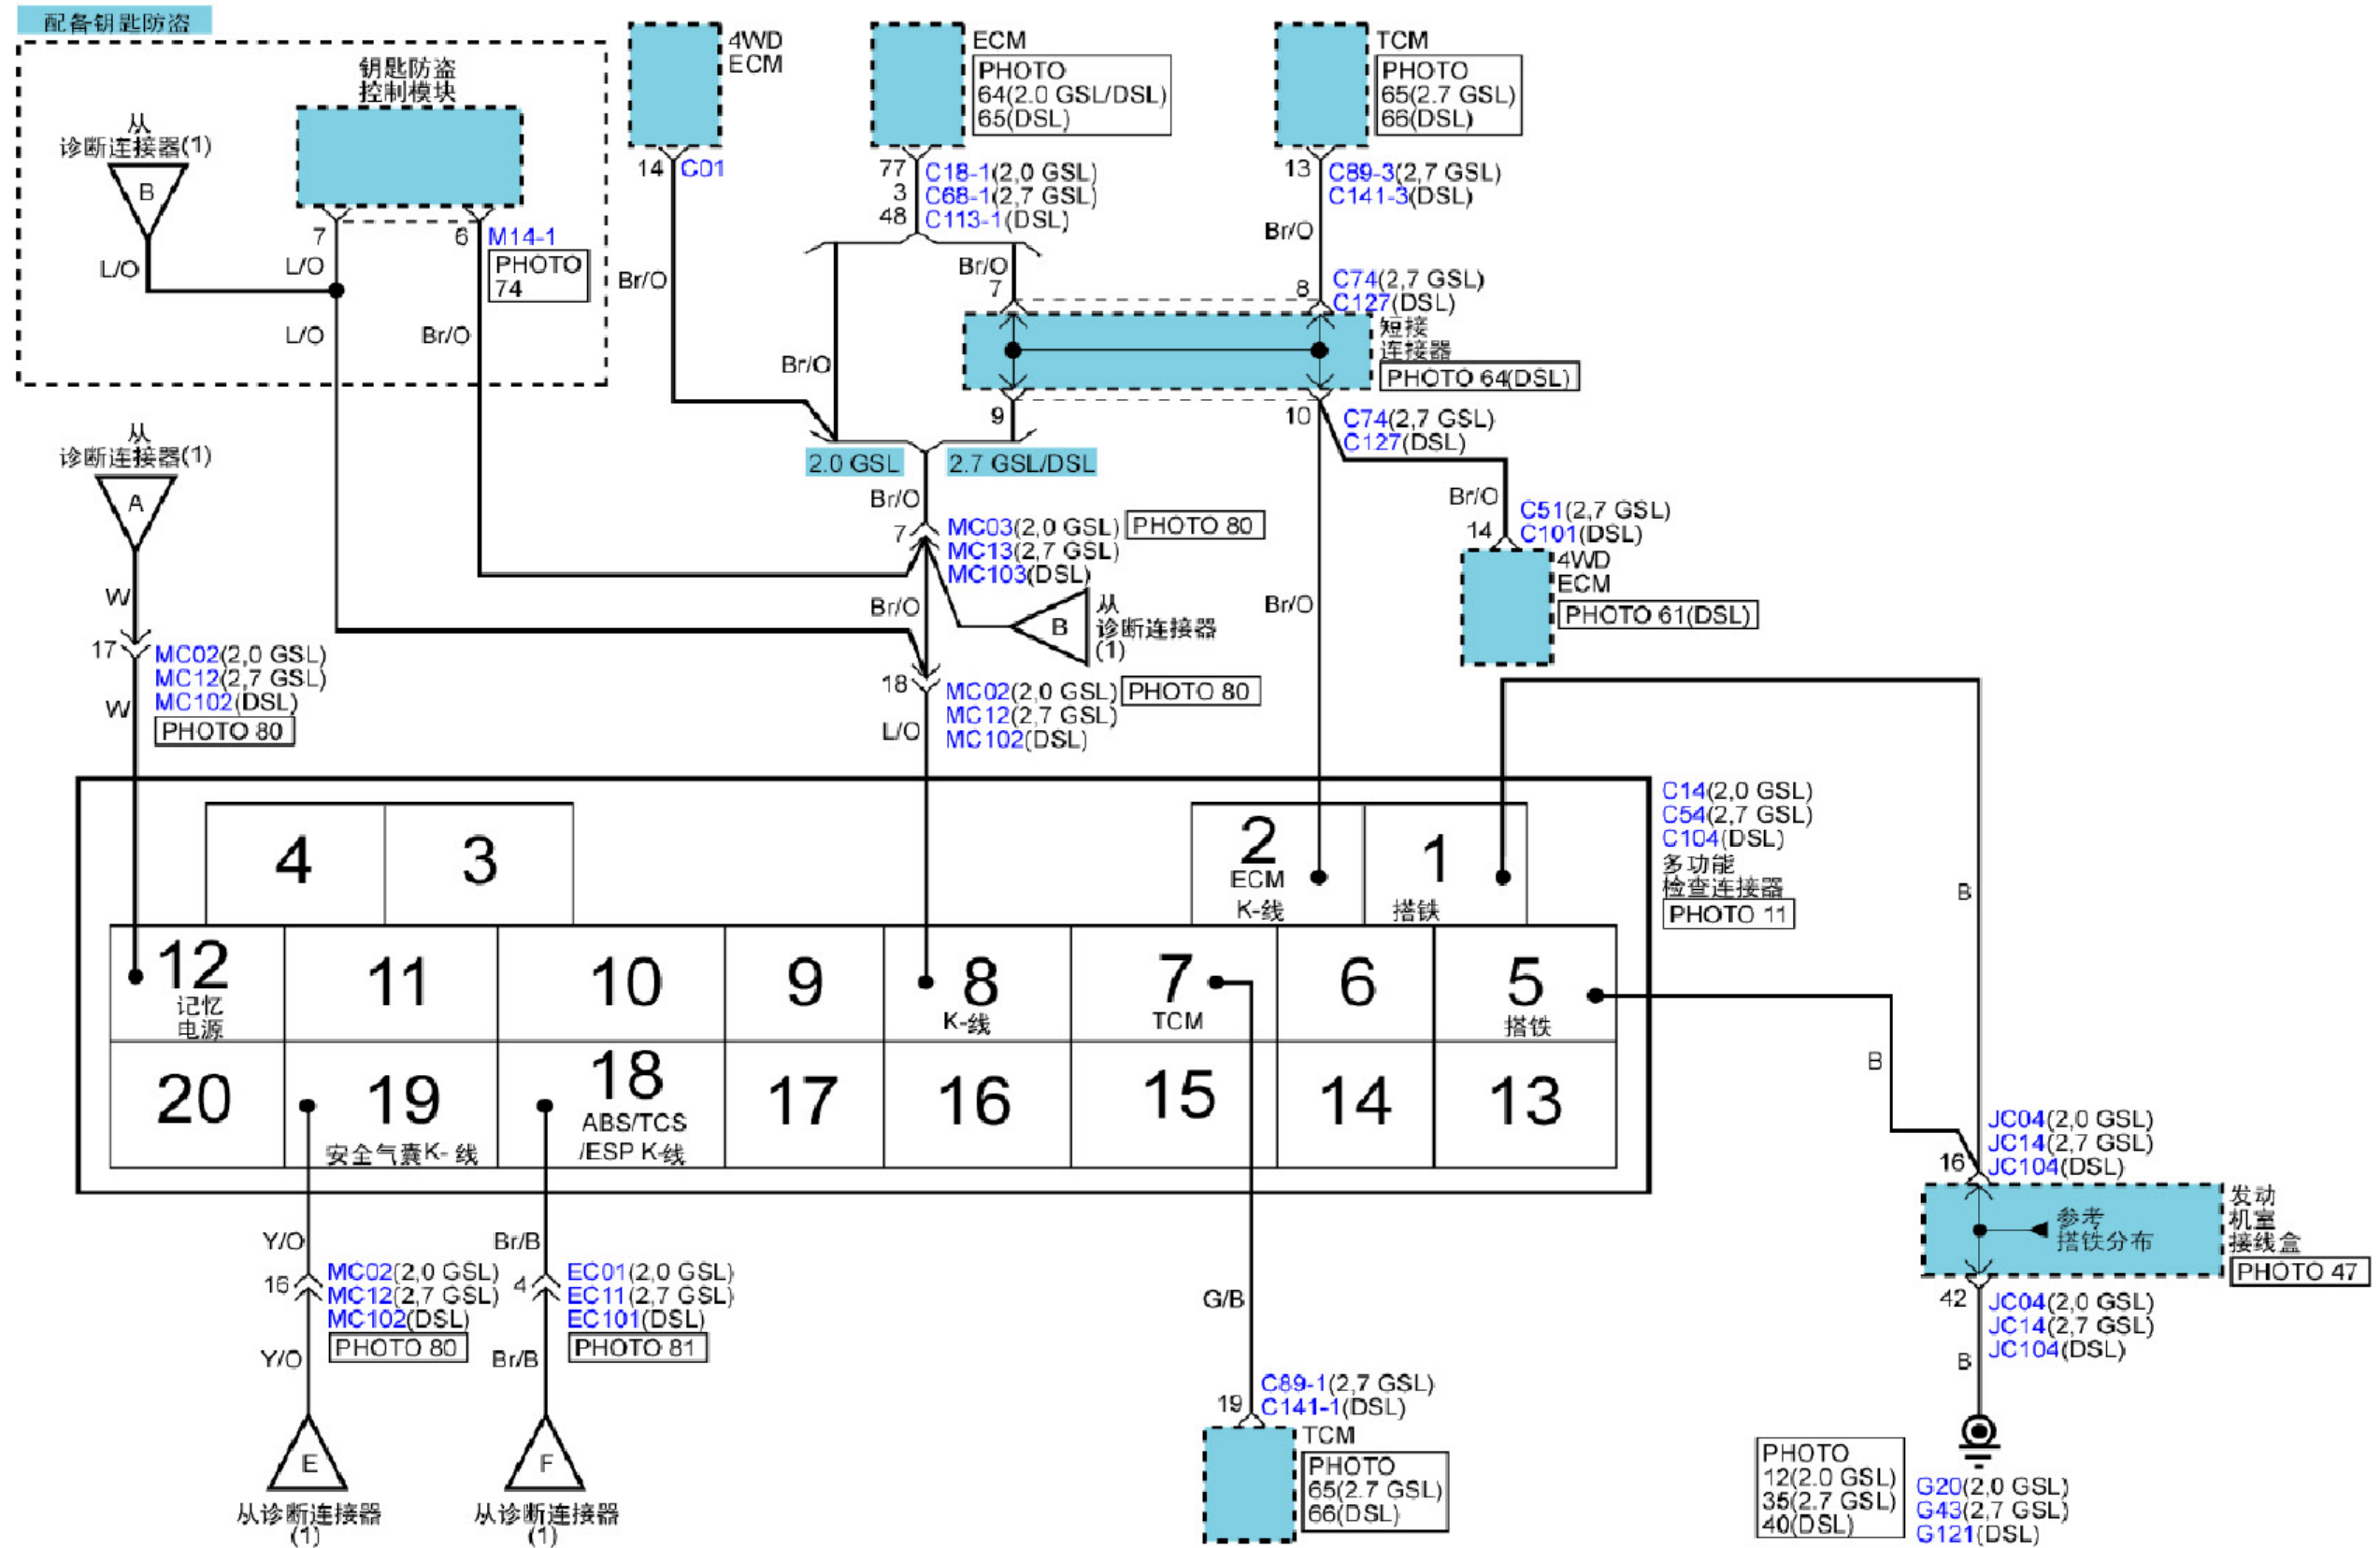 配备钥匙防盗
钥匙防盗
控制模块
从
诊断连接器(1)
B
7
6
M14-1
PHOTO
74
L/O
L/O
L/O
Br/O
4WD
ECM
14
C01
Br/O
ECM
PHOTO
64(2.0 GSL/DSL)
65(DSL)
77
3
48
C18-1(2,0 GSL)
C68-1(2,7 GSL)
C113-1(DSL)
TCM
PHOTO
65(2.7 GSL)
66(DSL)
13
C89-3(2,7 GSL)
C141-3(DSL)
Br/O
Br/O
7
8
C74(2,7 GSL)
C127(DSL)
短接
连接器
PHOTO 64(DSL)
Br/O
9
10
C74(2,7 GSL)
C127(DSL)
2.0 GSL
2.7 GSL/DSL
从
诊断连接器(1)
A
W
17
MC02(2,0 GSL)
MC12(2,7 GSL)
MC102(DSL)
PHOTO 80
W
Br/O
7
MC03(2,0 GSL)
PHOTO 80
MC13(2,7 GSL)
MC103(DSL)
Br/O
B
从
诊断连接器
(1)
18
MC02(2,0 GSL)
PHOTO 80
MC12(2,7 GSL)
MC102(DSL)
L/O
Br/O
Br/O
14
C51(2,7 GSL)
C101(DSL)
4WD
ECM
PHOTO 61(DSL)
C14(2,0 GSL)
C54(2,7 GSL)
C104(DSL)
多功能
检查连接器
PHOTO 11
B
4
3
2
ECM
K-线
1
搭铁
12
记忆
电源
11
10
9
8
K-线
7
TCM
6
5
搭铁
20
19
安全气囊K-线
18
ABS/TCS
/ESP K-线
17
16
15
14
13
B
JC04(2,0 GSL)
JC14(2,7 GSL)
16
JC104(DSL)
参考
搭铁分布
发动
机室
接线盒
PHOTO 47
42
JC04(2,0 GSL)
JC14(2,7 GSL)
JC104(DSL)
B
Y/O
16
MC02(2,0 GSL)
MC12(2,7 GSL)
MC102(DSL)
PHOTO 80
Y/O
E
从诊断连接器
(1)
Br/B
4
EC01(2,0 GSL)
EC11(2,7 GSL)
EC101(DSL)
PHOTO 81
Br/B
F
从诊断连接器
(1)
G/B
19
C89-1(2,7 GSL)
C141-1(DSL)
TCM
PHOTO
65(2.7 GSL)
66(DSL)
PHOTO
12(2.0 GSL)
35(2.7 GSL)
40(DSL)
G20(2,0 GSL)
G43(2,7 GSL)
G121(DSL)